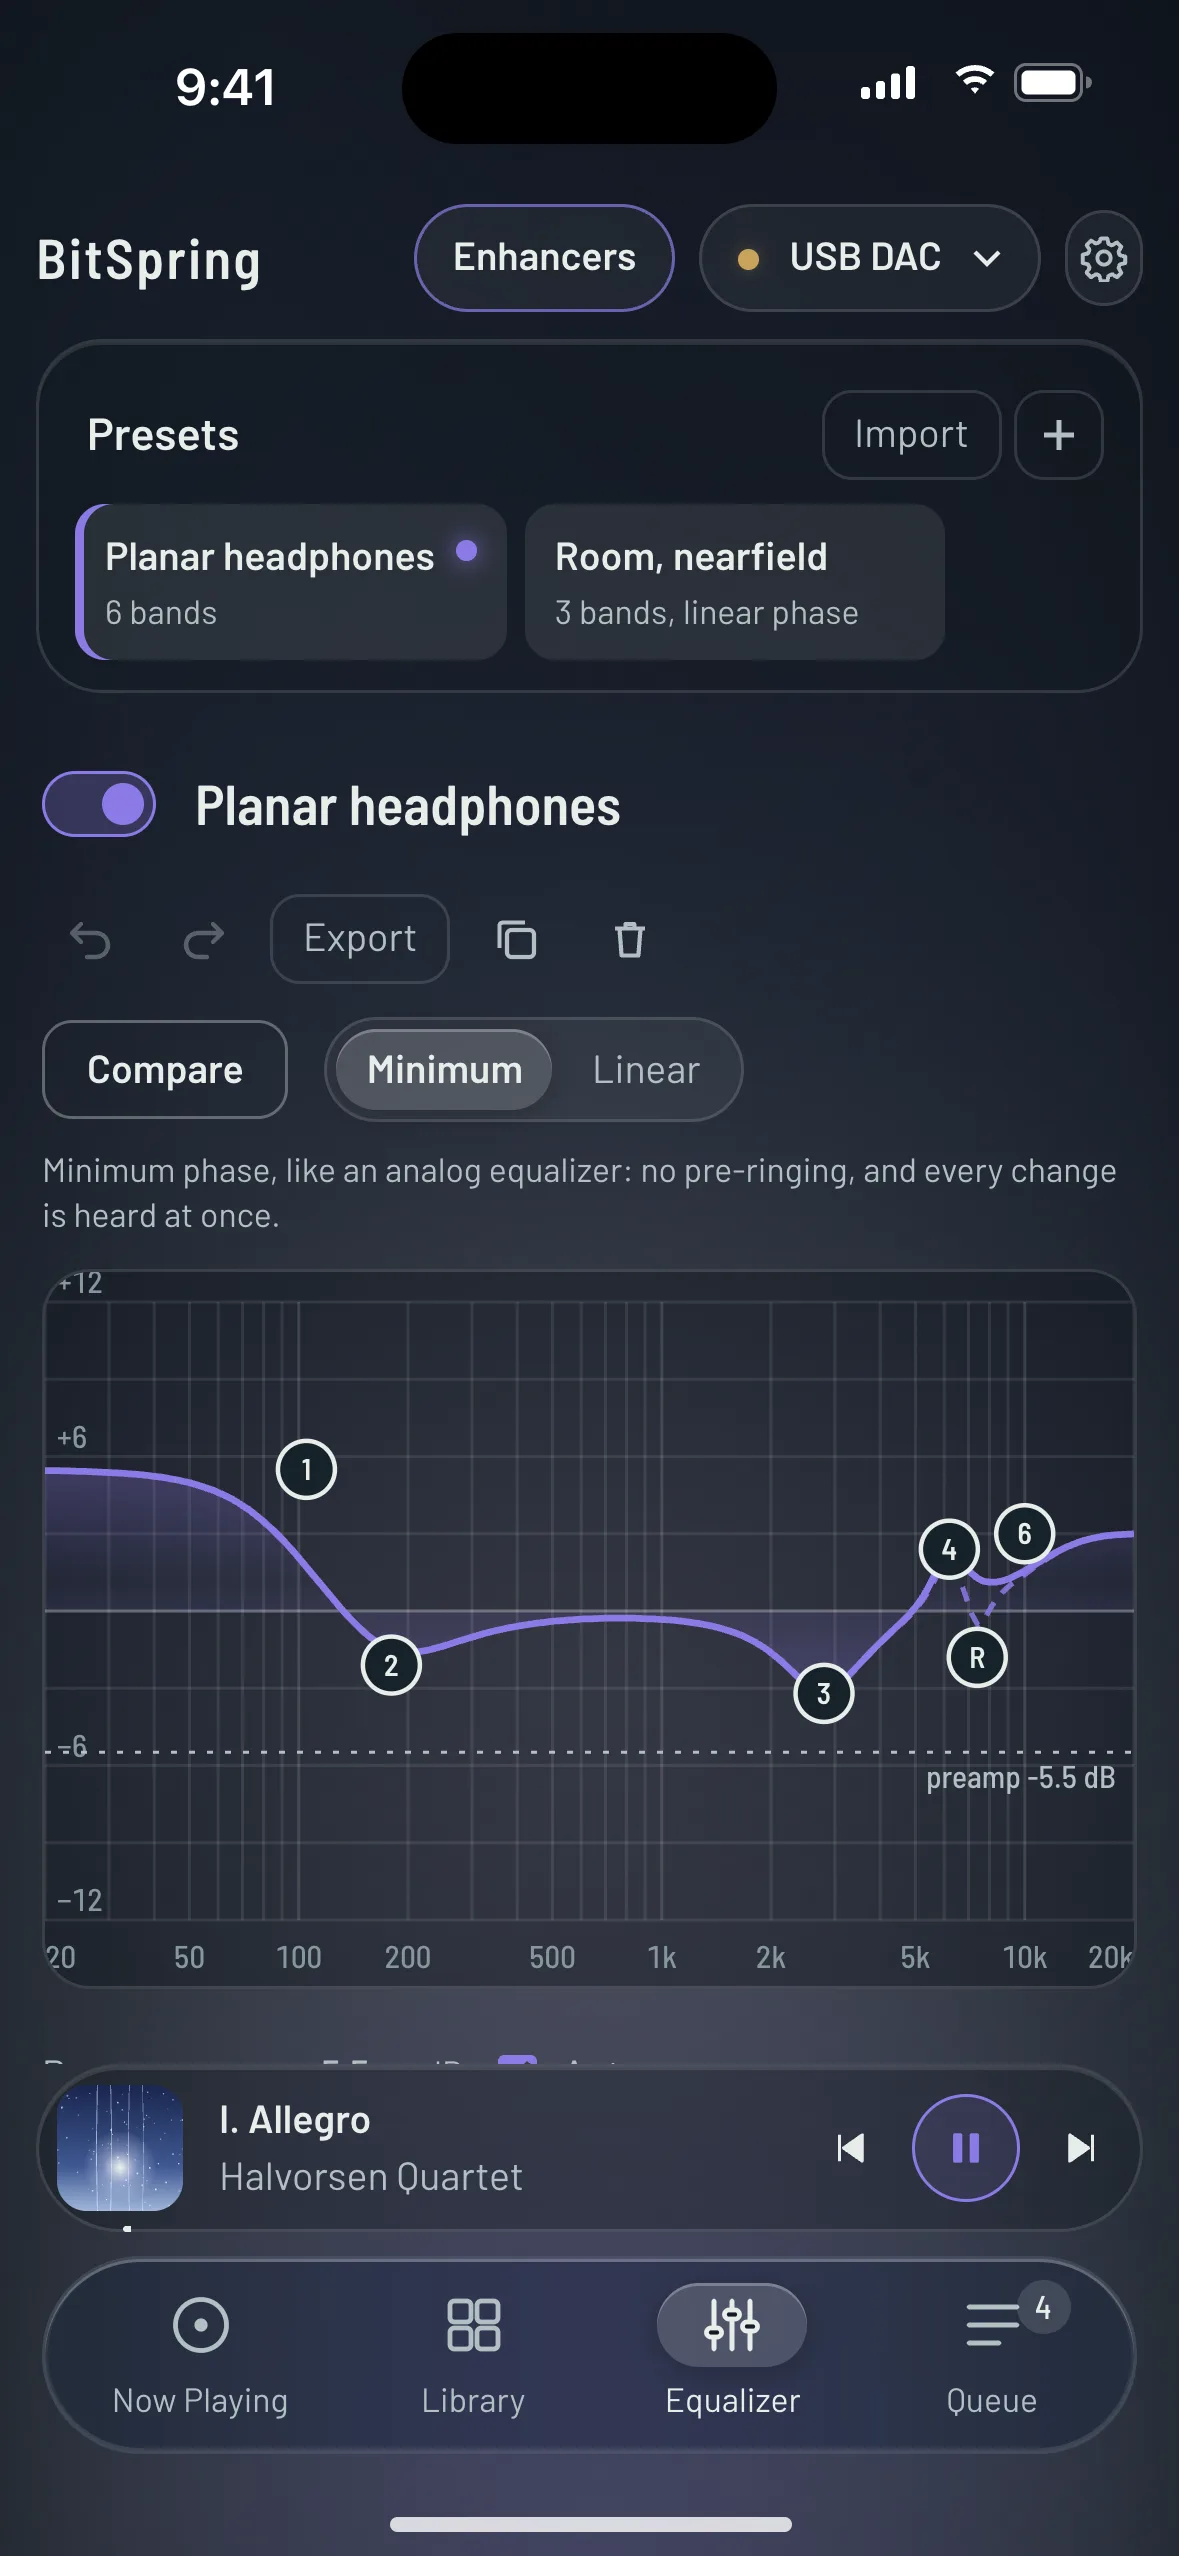 9:41
BitSpring
Enhancers
USB DAC
Presets
Import
+
Planar headphones
6 bands
Room, nearfield
3 bands, linear phase
Planar headphones
Export
Compare
Minimum
Linear
Minimum phase, like an analog equalizer: no pre-ringing, and every change
is heard at once.
+12
+6
1
4
6
2
R
3
−6
preamp -5.5 dB
−12
20
50
100
200
500
1k
2k
5k
10k
20k
I. Allegro
Halvorsen Quartet
4
Now Playing
Library
Equalizer
Queue